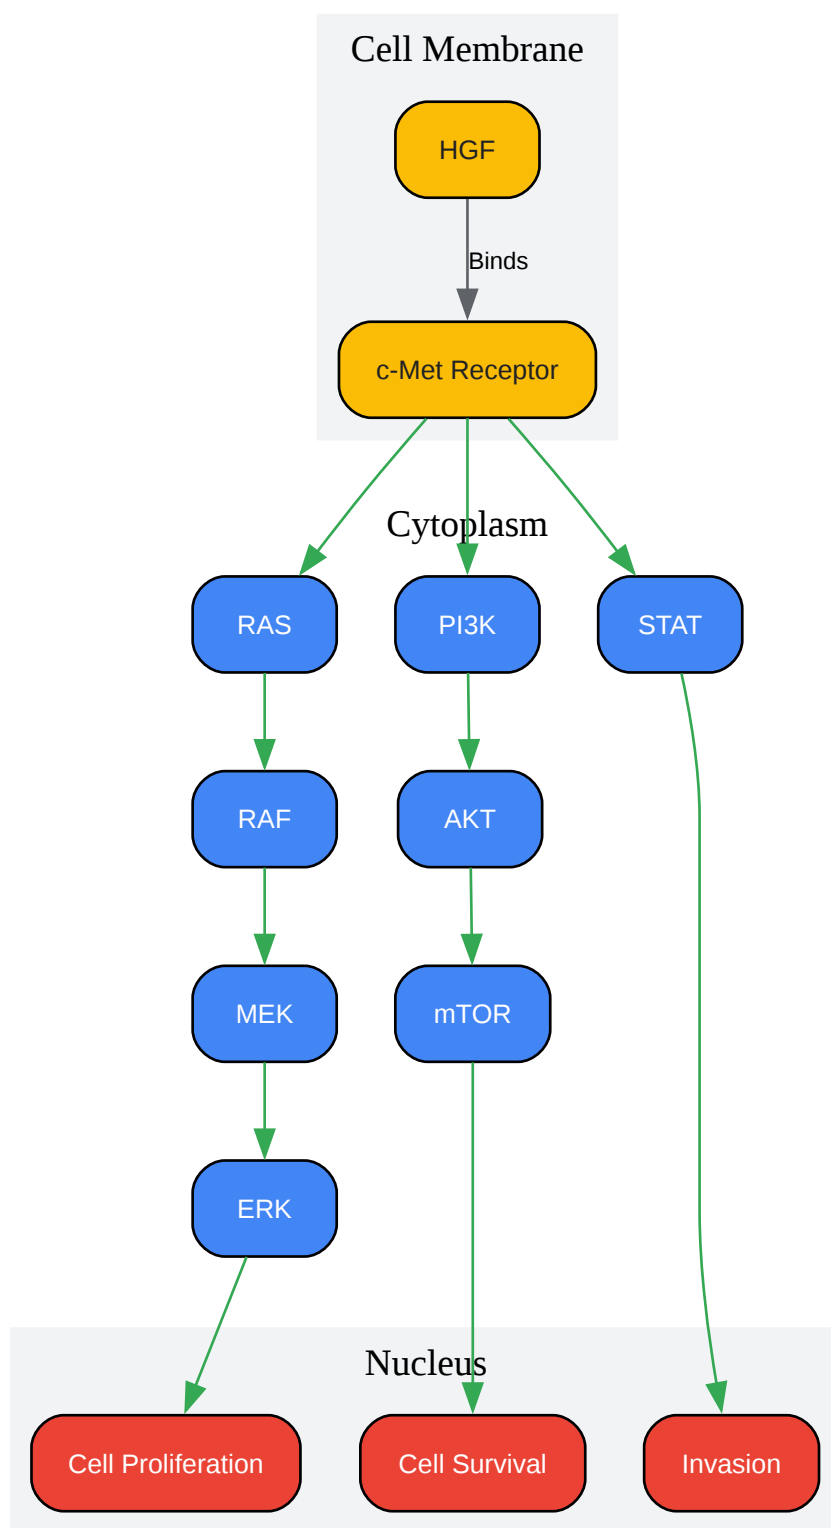 Cell Membrane
HGF
Binds
c-Met Receptor
Cytoplasm
RAS
PI3K
STAT
RAF
AKT
MEK
mTOR
ERK
Nucleus
Cell Proliferation
Cell Survival
Invasion